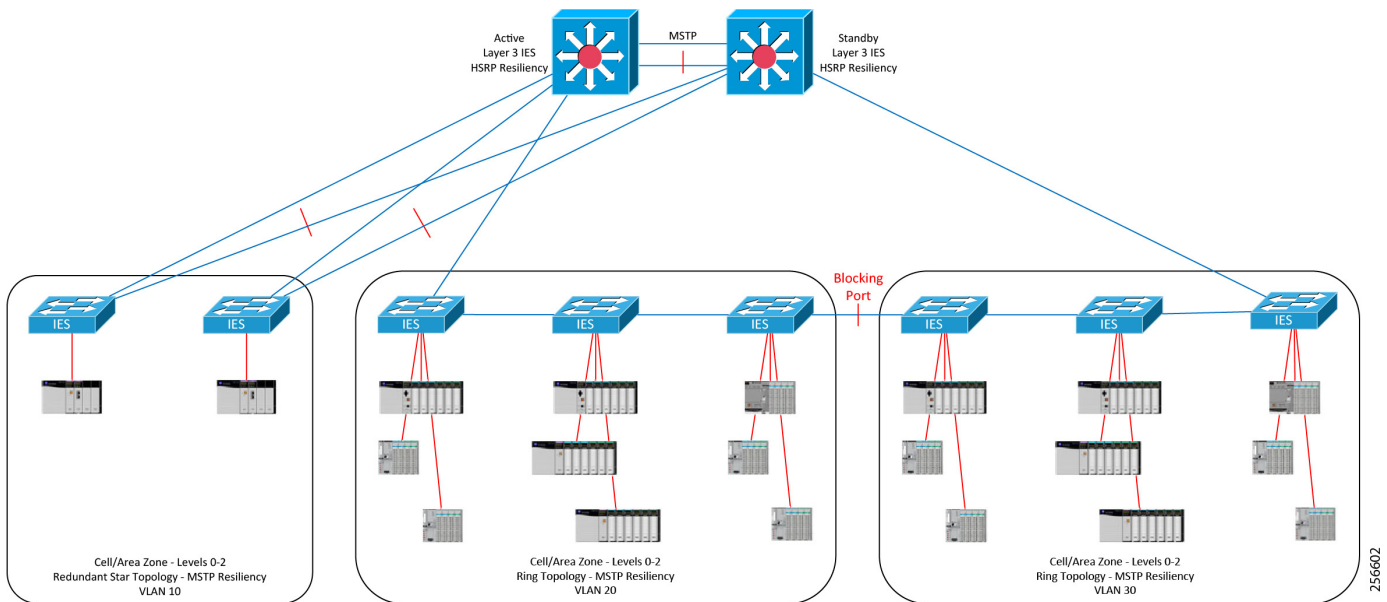 Active
Layer 3 IES
HSRP Resiliency
MSTP
Standby
Layer 3 IES
HSRP Resiliency
Blocking
Port
IES
IES
IES
IES
IES
IES
IES
IES
Cell/Area Zone - Levels 0-2
Redundant Star Topology - MSTP Resiliency
VLAN 10
Cell/Area Zone - Levels 0-2
Ring Topology - MSTP Resiliency
VLAN 20
Cell/Area Zone - Levels 0-2
Ring Topology - MSTP Resiliency
VLAN 30
256602